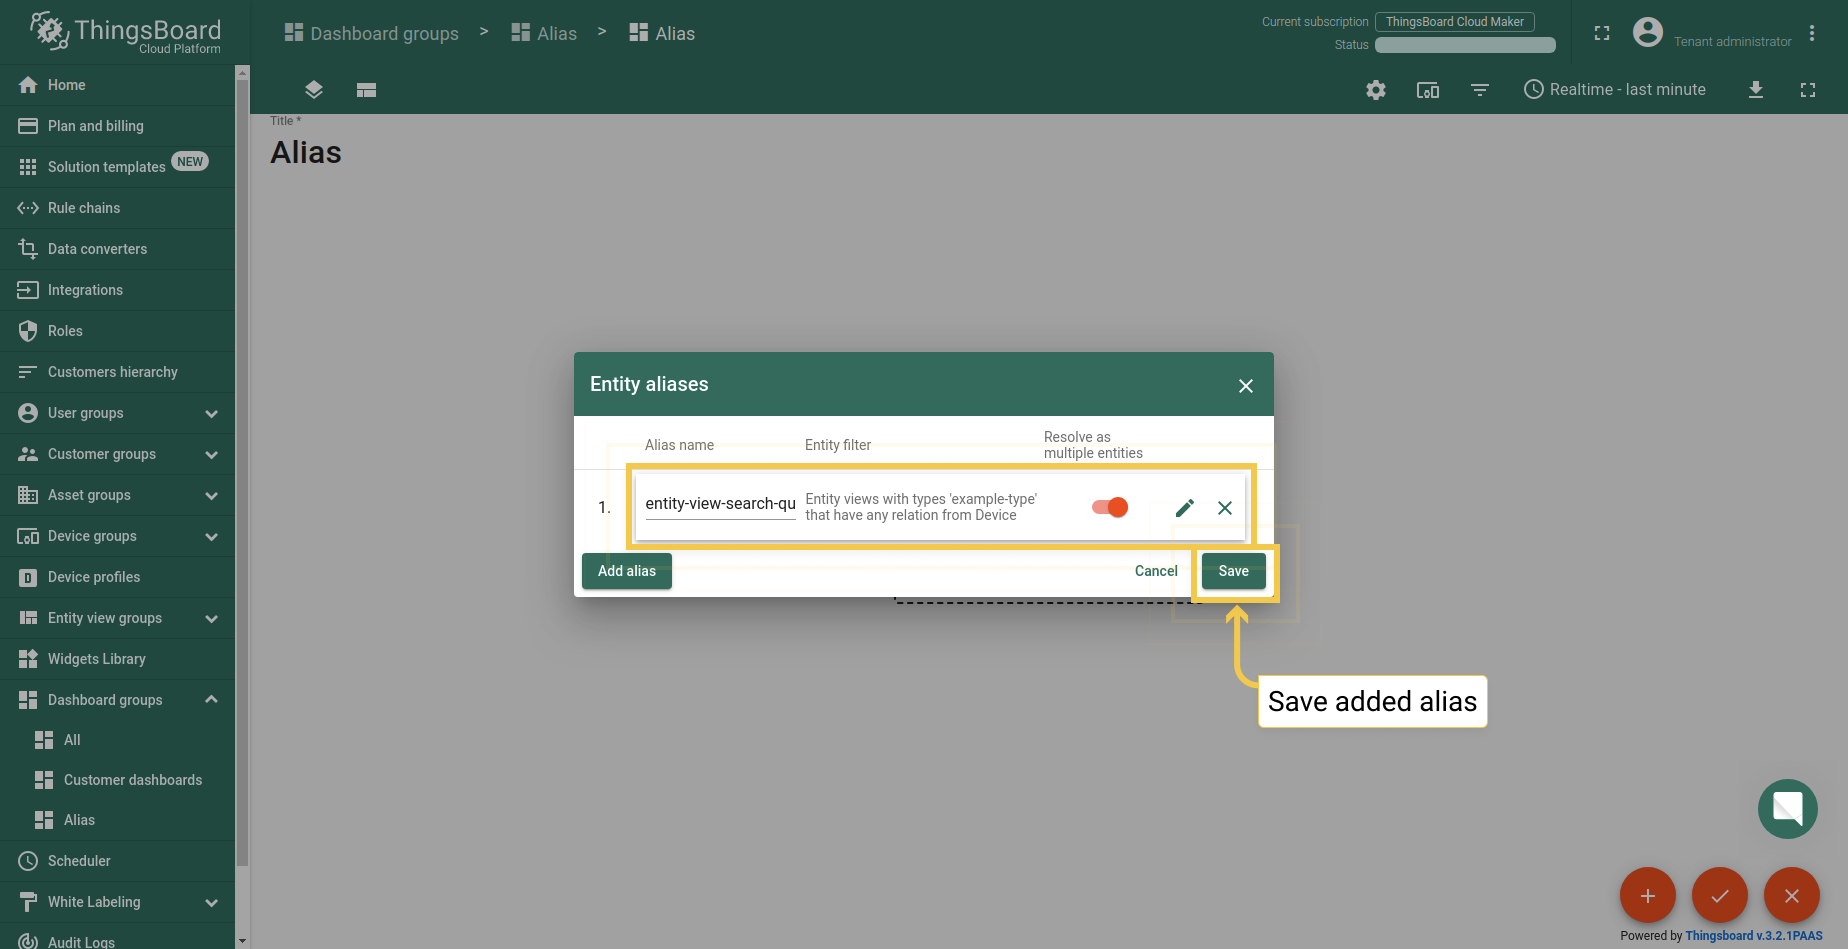 ThingsBoard
Cloud Platform
Dashboard groups > Alias > Alias
Current subscription ThingsBoard Cloud Maker
Status
Tenant administrator
Realtime - last minute
Home
Plan and billing
Solution templates NEW
Rule chains
Data converters
Integrations
Roles
Customers hierarchy
User groups
Customer groups
Asset groups
Device groups
Device profiles
Entity view groups
Widgets Library
Dashboard groups
All
Customer dashboards
Alias
Scheduler
White Labeling
Audit Logs
Title *
Alias
Entity aliases
Alias name Entity filter Resolve as
multiple entities
1. entity-view-search-qu Entity views with types 'example-type'
that have any relation from Device
Add alias Cancel Save
Save added alias
Powered by Thingsboard v.3.2.1PAAS